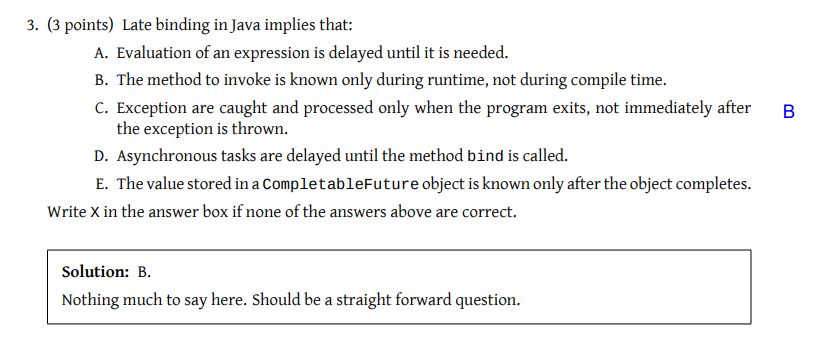 3. (3 points) Late binding in Java implies that:
A. Evaluation of an expression is delayed until it is needed.
B. The method to invoke is known only during runtime, not during compile time.
C. Exception are caught and processed only when the program exits, not immediately after
the exception is thrown.
B
D. Asynchronous tasks are delayed until the method bind is called.
E. The value stored in a CompletableFuture object is known only after the object completes.
Write X in the answer box if none of the answers above are correct.
Solution: B.
Nothing much to say here. Should be a straight forward question.